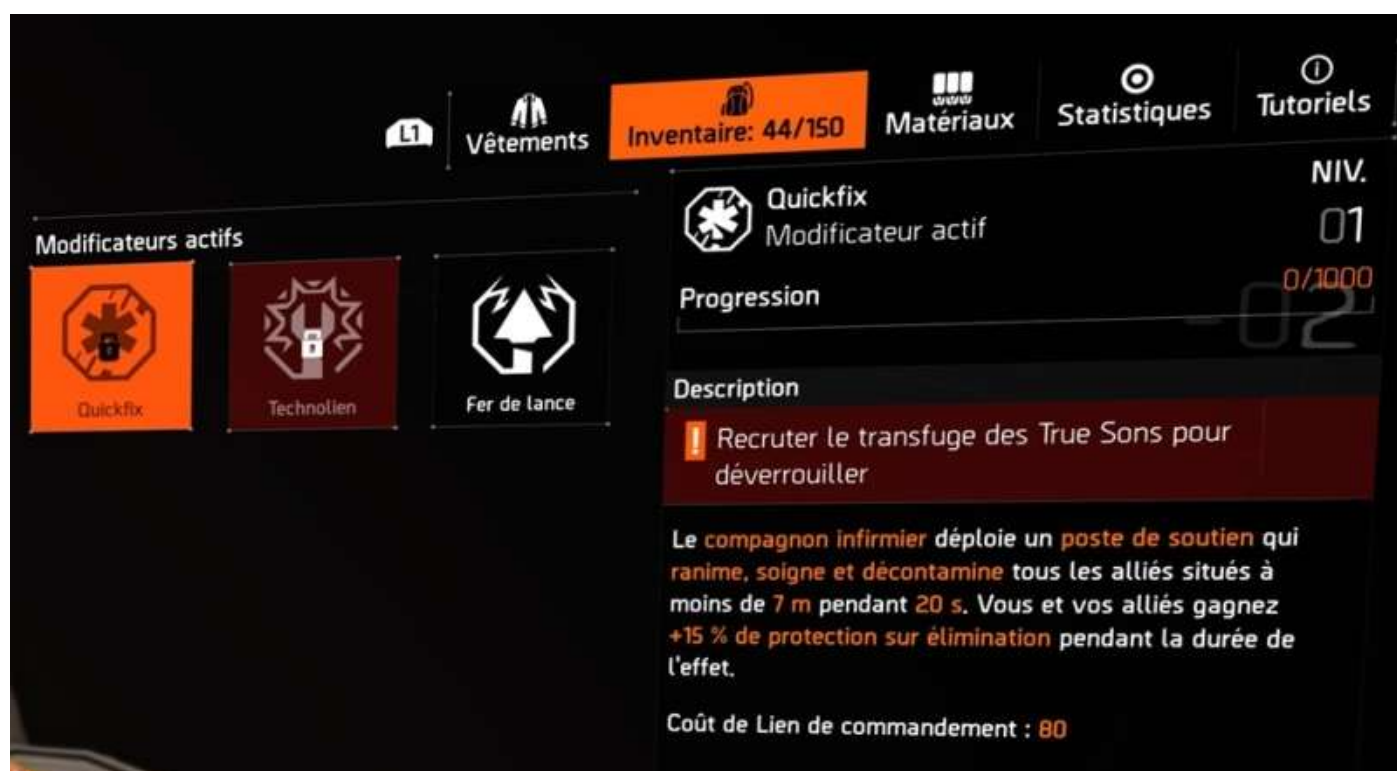 L1
Vêtements
Inventaire: 44/150
Matériaux
Statistiques
Tutoriels
Modificateurs actifs
Quickfix
Technolien
Fer de lance
Quickfix
Modificateur actif
NIV.
01
Progression
0/1000
02
Description
! Recruter le transfuge des True Sons pour
déverrouiller
Le compagnon infirmier déploie un poste de soutien qui
ranime, soigne et décontamine tous les alliés situés à
moins de 7 m pendant 20 s. Vous et vos alliés gagnez
+15 % de protection sur élimination pendant la durée de
l'effet.
Coût de Lien de commandement : 80